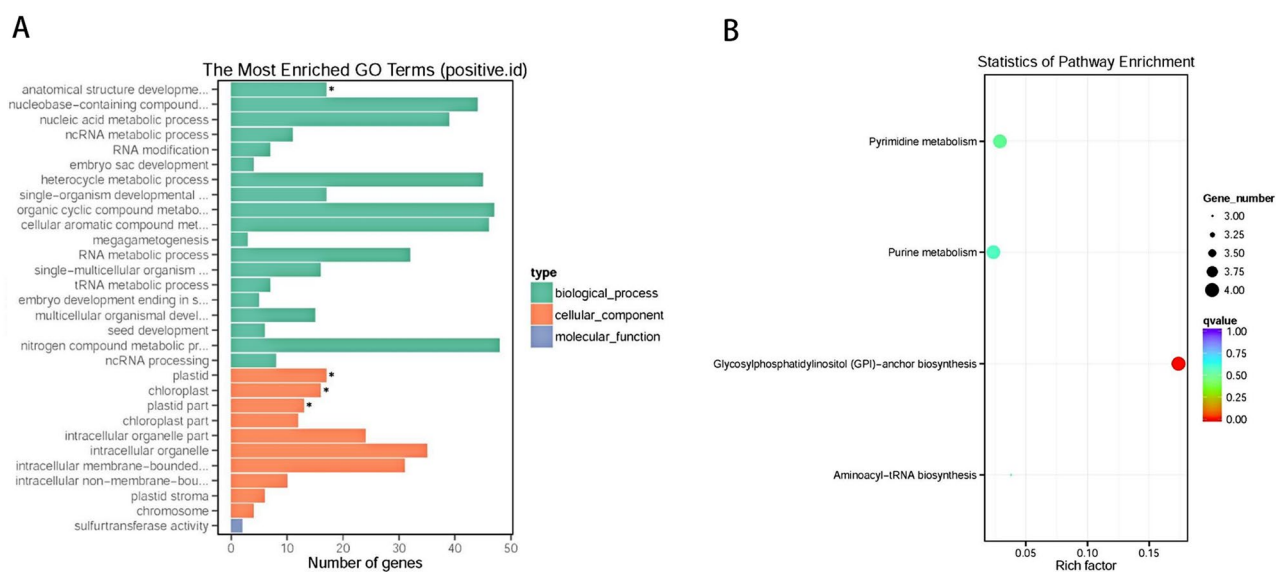 A
The Most Enriched GO Terms (positive.id)
anatomical structure developme... *
nucleobase-containing compound...
nucleic acid metabolic process
ncRNA metabolic process
RNA modification
embryo sac development
heterocycle metabolic process
single-organism developmental ...
organic cyclic compound metabo...
cellular aromatic compound met...
megagametogenesis
RNA metabolic process
single-multicellular organism ...
tRNA metabolic process
embryo development ending in s...
multicellular organismal devel...
seed development
nitrogen compound metabolic pr...
ncRNA processing
plastid *
chloroplast *
plastid part *
chloroplast part
intracellular organelle part
intracellular organelle
intracellular membrane-bounded...
intracellular non-membrane-bou...
plastid stroma
chromosome
sulfurtransferase activity
0 10 20 30 40 50
Number of genes
type
biological_process
cellular_component
molecular_function
B
Statistics of Pathway Enrichment
Pyrimidine metabolism
Purine metabolism
Glycosylphosphatidylinositol (GPI)-anchor biosynthesis
Aminoacyl-tRNA biosynthesis
0.05 0.10 0.15
Rich factor
Gene_number
3.00
3.25
3.50
3.75
4.00
qvalue
1.00
0.75
0.50
0.25
0.00